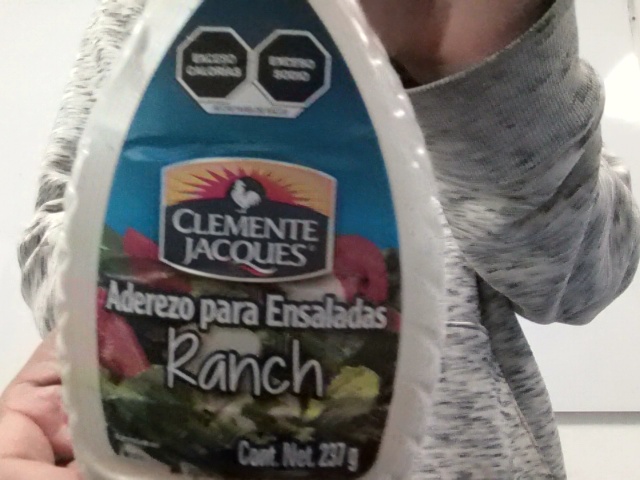 EXCESO CALORÍAS
EXCESO SODIO
CLEMENTE
JACQUES®
Aderezo para Ensaladas
Ranch
Cont. Net. 237 g